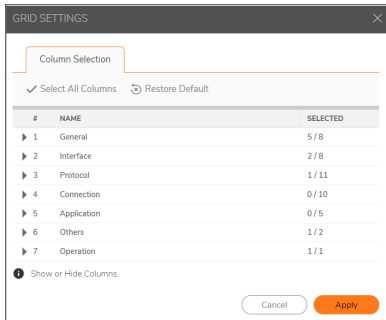 GRID SETTINGS
Column Selection
Select All Columns Restore Default
# NAME SELECTED
1 General 5 / 8
2 Interface 2 / 8
3 Protocol 1 / 11
4 Connection 0 / 10
5 Application 0 / 5
6 Others 1 / 2
7 Operation 1 / 1
Show or Hide Columns.
Cancel Apply